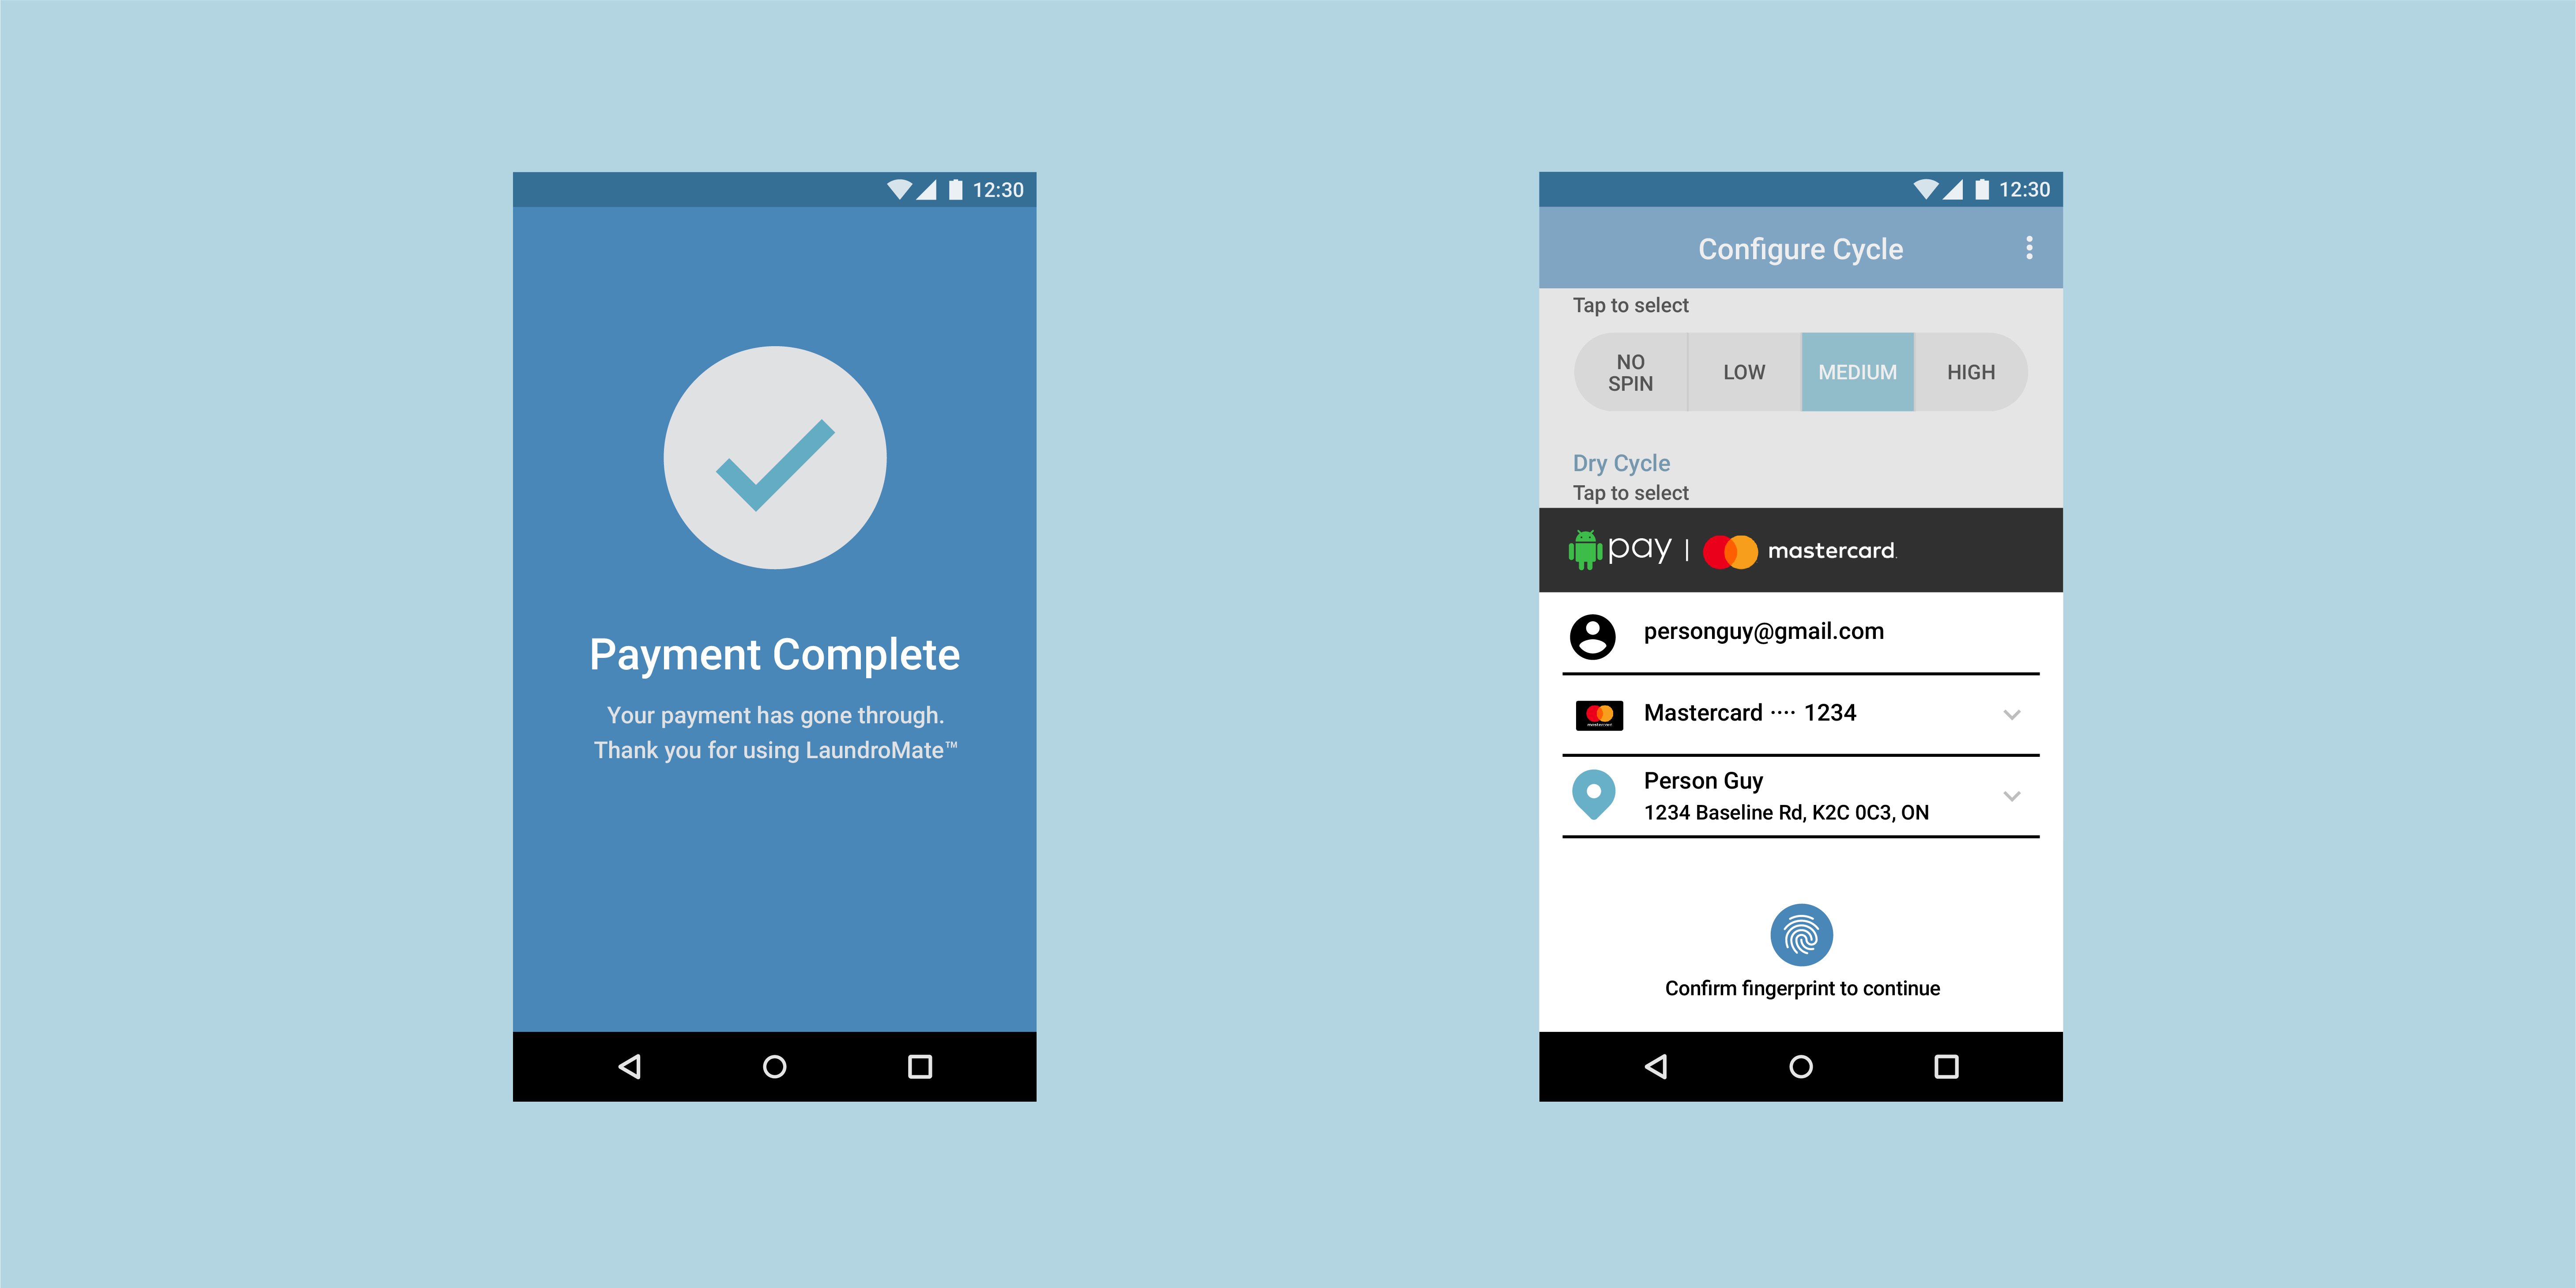 12:30
Payment Complete
Your payment has gone through.
Thank you for using LaundroMate™
12:30
Configure Cycle
Tap to select
NO
SPIN
LOW
MEDIUM
HIGH
Dry Cycle
Tap to select
pay | mastercard.
personguy@gmail.com
Mastercard ···· 1234
Person Guy
1234 Baseline Rd, K2C 0C3, ON
Confirm fingerprint to continue